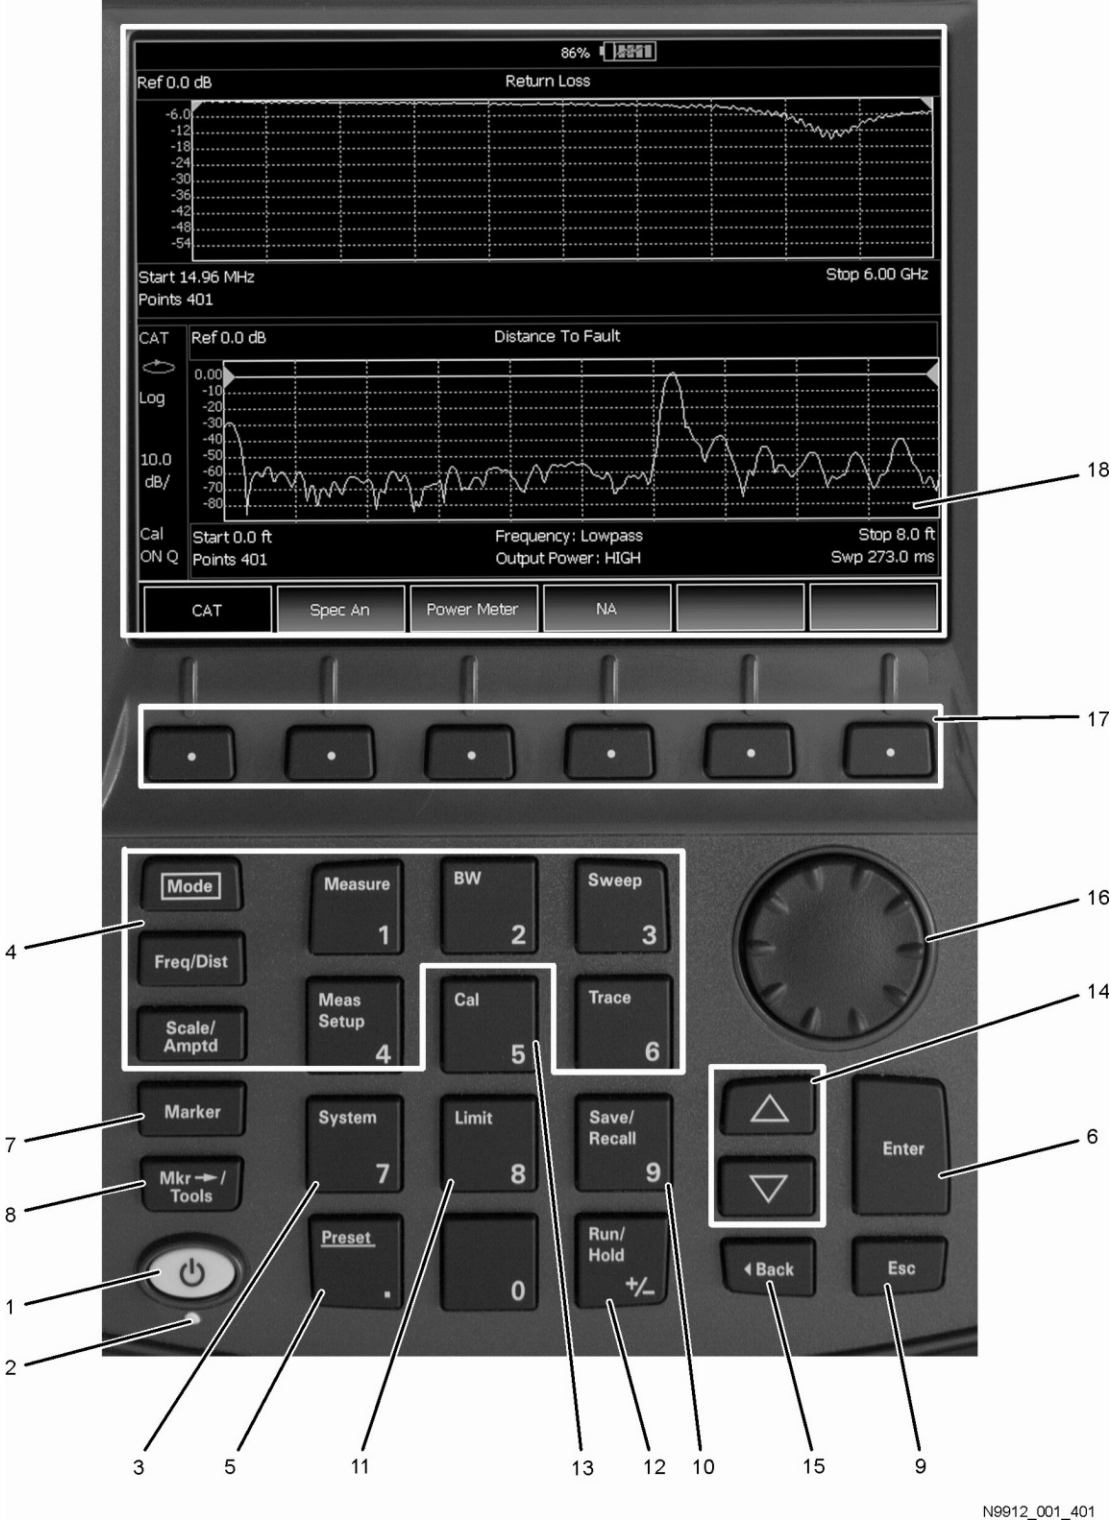 86%
Ref 0.0 dB
Return Loss
-6.0
-12
-18
-24
-30
-36
-42
-48
-54
Start 14.96 MHz
Stop 6.00 GHz
Points 401
CAT
Ref 0.0 dB
Distance To Fault
Log
10.0
dB/
Cal
ON Q
0.00
-10
-20
-30
-40
-50
-60
-70
-80
Start 0.0 ft
Frequency: Lowpass
Stop 8.0 ft
Points 401
Output Power: HIGH
Swp 273.0 ms
CAT
Spec An
Power Meter
NA
18
17
Mode
Measure
1
BW
2
Sweep
3
16
4
Freq/Dist
Scale/
Amptd
Meas
Setup
4
Cal
5
Trace
6
14
Marker
System
7
Limit
8
Save/
Recall
9
Enter
6
7
Mkr→/
Tools
8
Preset
.
0
Run/
Hold
+/-
Back
Esc
1
2
3
5
11
13
12
10
15
9
N9912_001_401